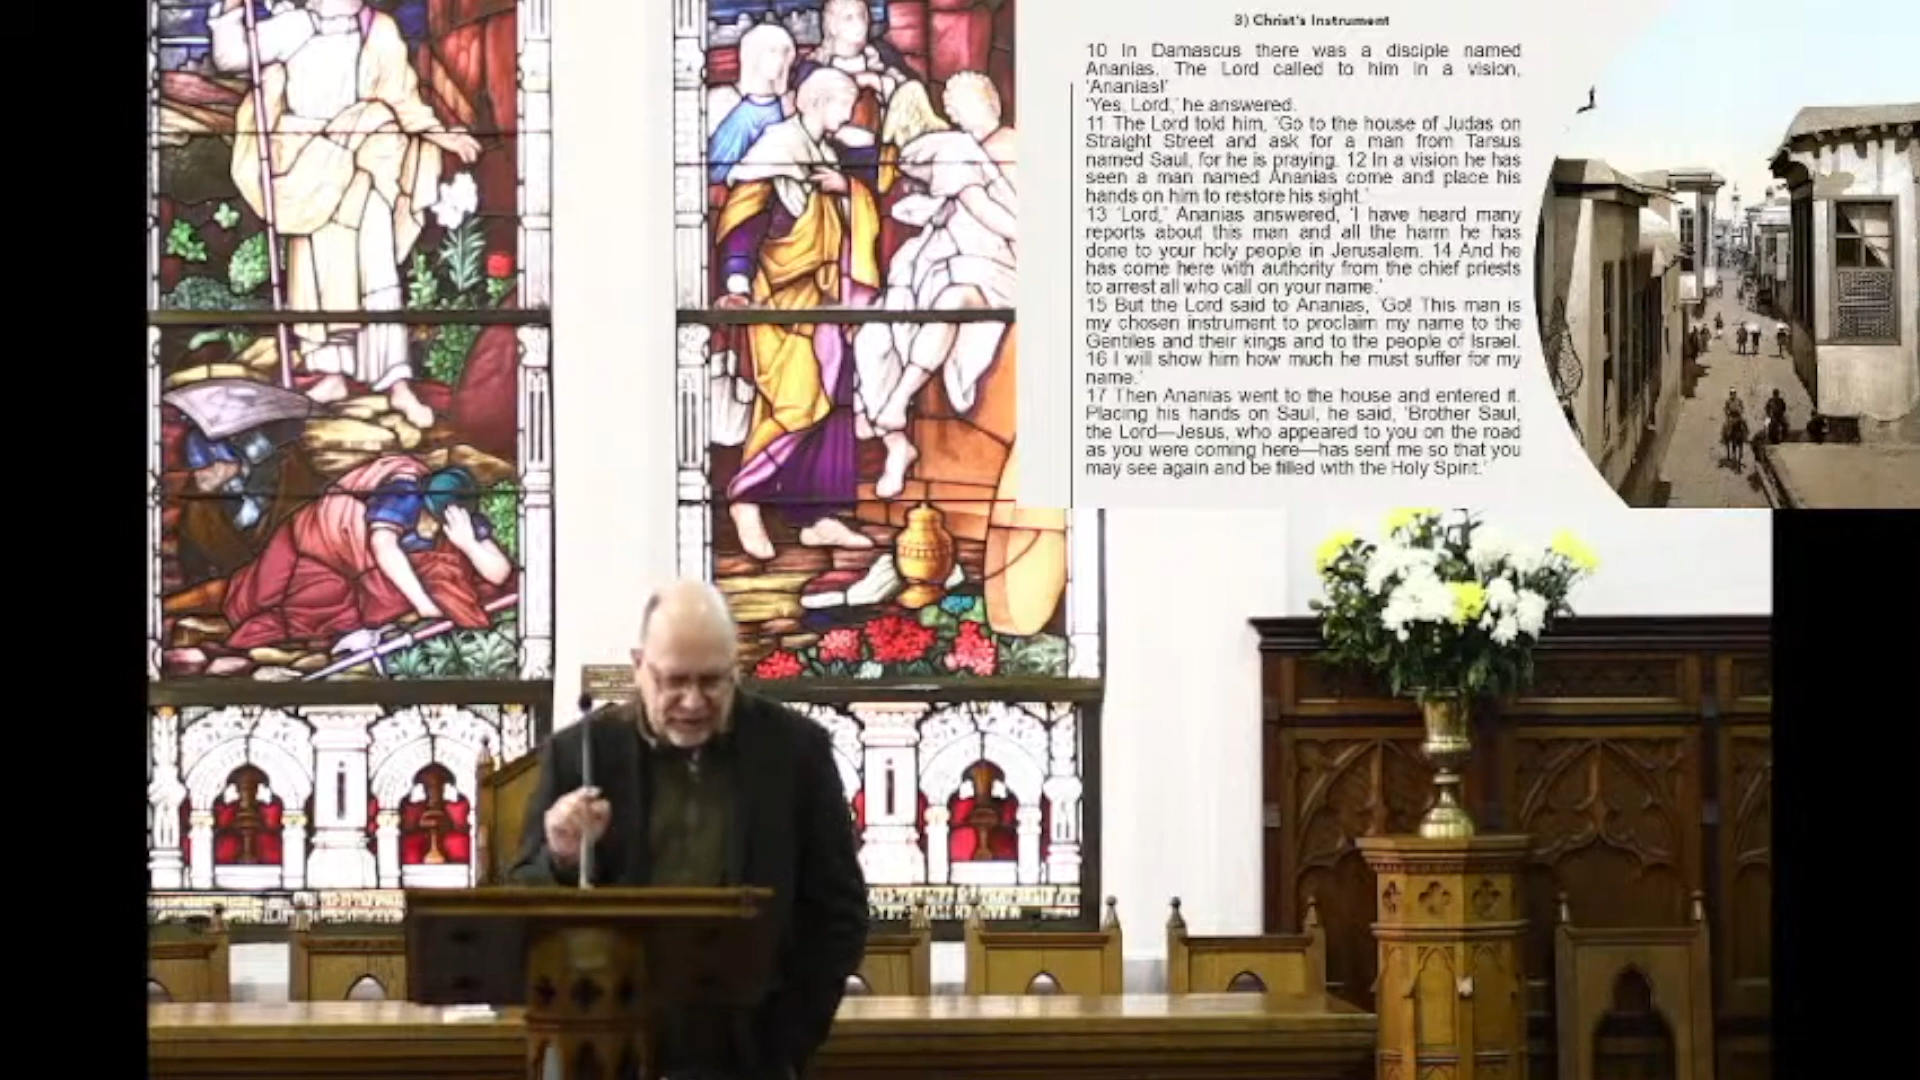 3) Christ's Instrument
10 In Damascus there was a disciple named
Ananias. The Lord called to him in a vision,
'Ananias!'
'Yes, Lord,' he answered.
11 The Lord told him, 'Go to the house of Judas on
Straight Street and ask for a man from Tarsus
named Saul, for he is praying. 12 In a vision he has
seen a man named Ananias come and place his
hands on him to restore his sight.'
13 'Lord,' Ananias answered, 'I have heard many
reports about this man and all the harm he has
done to your holy people in Jerusalem. 14 And he
has come here with authority from the chief priests
to arrest all who call on your name.'
15 But the Lord said to Ananias, 'Go! This man is
my chosen instrument to proclaim my name to the
Gentiles and their kings and to the people of Israel.
16 I will show him how much he must suffer for my
name.'
17 Then Ananias went to the house and entered it.
Placing his hands on Saul, he said, 'Brother Saul,
the Lord—Jesus, who appeared to you on the road
as you were coming here—has sent me so that you
may see again and be filled with the Holy Spirit.'